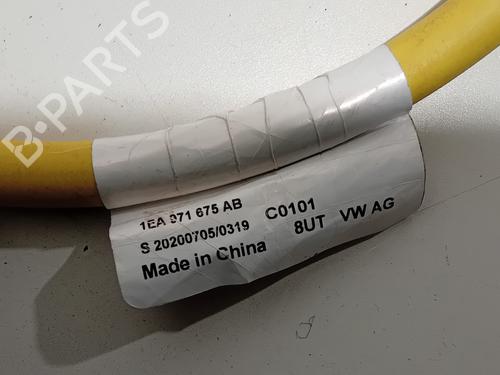 B-PARTS
1EA 971 675 AB C0101
S 20200705/0319 8UT VW AG
Made in China